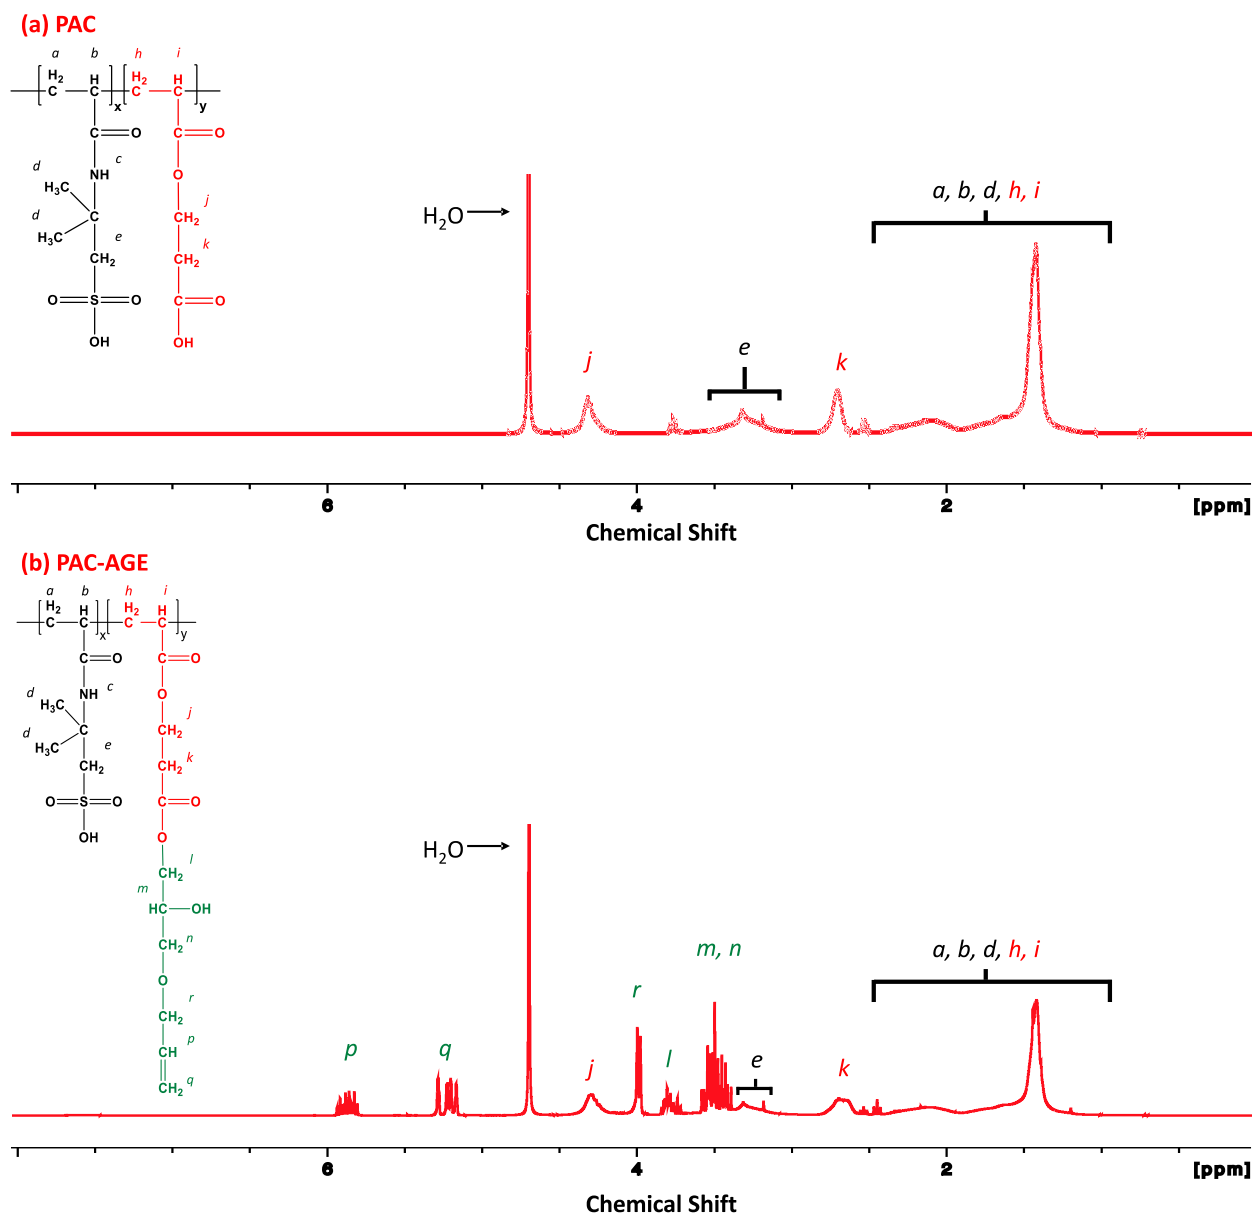 (a) PAC
a b h i
H₂ H H₂ H
C C x C C y
C O C O
d c
NH O
H₃C
d C j
CH₂
H₃C e k
CH₂ CH₂
O S O C O
OH OH
H₂O
j
e
k
a, b, d, h, i
6 4 2 [ppm]
Chemical Shift
(b) PAC-AGE
a b h i
H₂ H H₂ H
C C x C C y
C O C O
d c
NH O
H₃C
d C j
CH₂
H₃C e k
CH₂ CH₂
O S O C O
OH O
l
CH₂
m
HC OH
n
CH₂
O
r
CH₂
p
CH
q
CH₂
H₂O
p
q
j
r
l
m, n
e
k
a, b, d, h, i
6 4 2 [ppm]
Chemical Shift